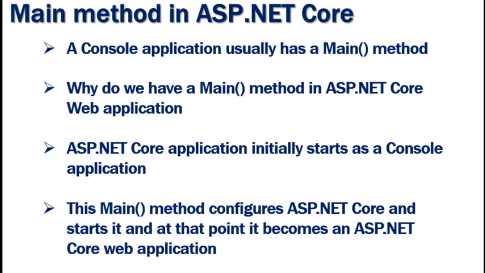 Main method in ASP.NET Core
➢ A Console application usually has a Main() method
➢ Why do we have a Main() method in ASP.NET Core
Web application
➢ ASP.NET Core application initially starts as a Console
application
➢ This Main() method configures ASP.NET Core and
starts it and at that point it becomes an ASP.NET
Core web application